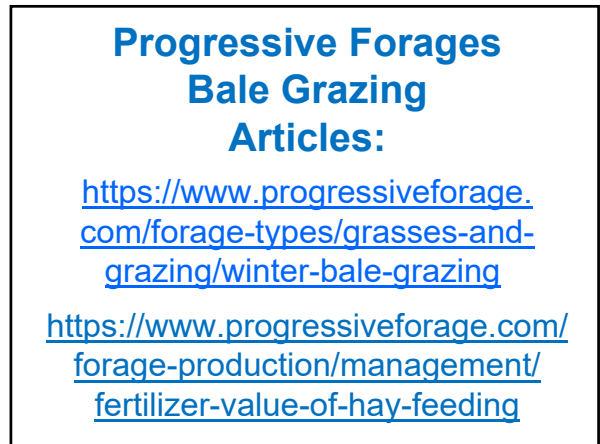 Progressive Forages
Bale Grazing
Articles:
https://www.progressiveforage.
com/forage-types/grasses-and-
grazing/winter-bale-grazing
https://www.progressiveforage.com/
forage-production/management/
fertilizer-value-of-hay-feeding